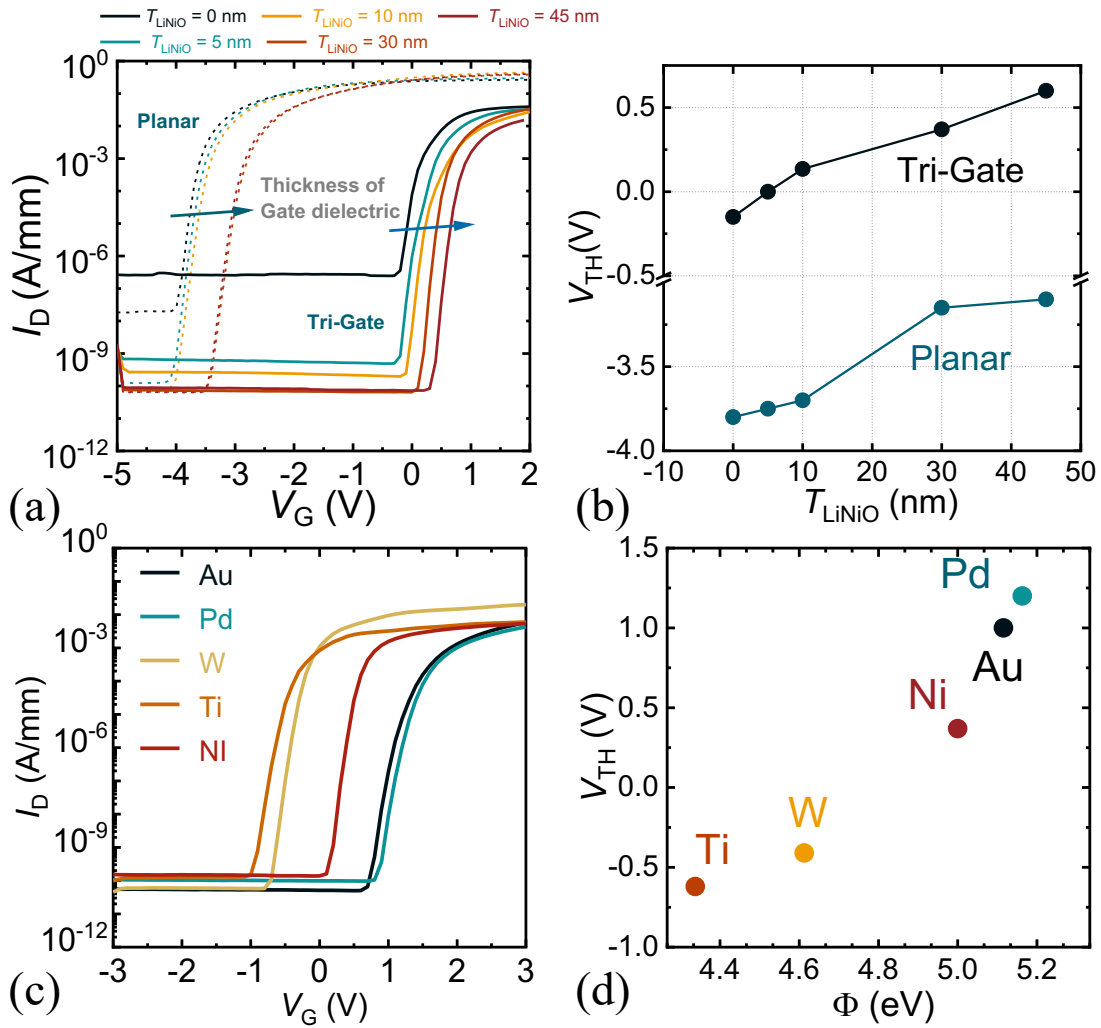 T_LiNiO = 0 nm T_LiNiO = 10 nm T_LiNiO = 45 nm
T_LiNiO = 5 nm T_LiNiO = 30 nm
10^0
10^-3
10^-6
10^-9
10^-12
I_D (A/mm)
Planar
Thickness of
Gate dielectric
Tri-Gate
-5 -4 -3 -2 -1 0 1 2
V_G (V)
(a)
0.5
0.0
-0.5
-3.5
-4.0
V_TH(V)
Tri-Gate
Planar
-10 0 10 20 30 40 50
T_LiNiO (nm)
(b)
10^0
10^-3
10^-6
10^-9
10^-12
I_D (A/mm)
Au
Pd
W
Ti
NI
-3 -2 -1 0 1 2 3
V_G (V)
(c)
1.5
1.0
0.5
0.0
-0.5
-1.0
V_TH (V)
Pd
Au
Ni
W
Ti
4.4 4.6 4.8 5.0 5.2
Φ (eV)
(d)